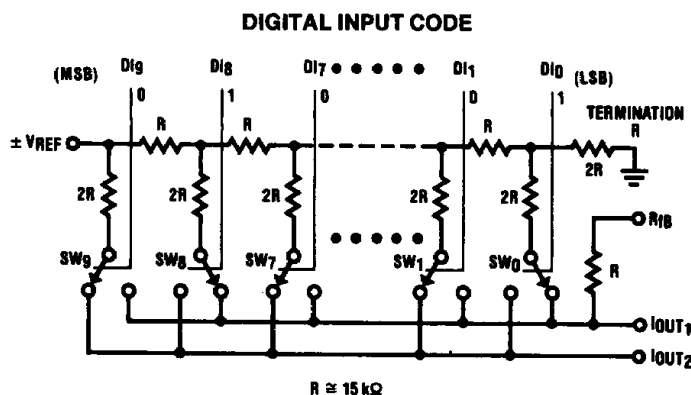 DIGITAL INPUT CODE
(MSB) DI9 DI8 DI7 DI1 DI0 (LSB)
0 1 0 0 1
TERMINATION
R R R R
± VREF
2R
2R 2R 2R 2R 2R
RfB
SW9 SW8 SW7 SW1 SW0
R
IOUT1
IOUT2
R ≅ 15 kΩ